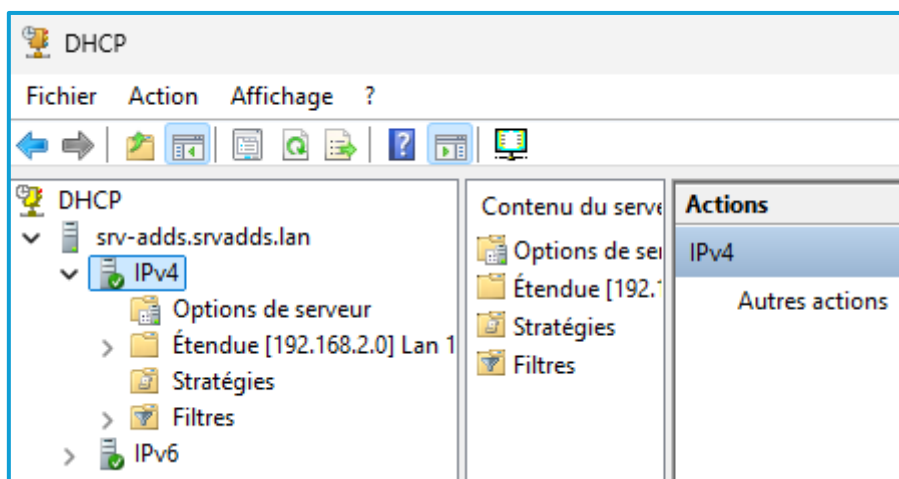 DHCP
Fichier Action Affichage ?
DHCP
srv-adds.srvadds.lan
IPv4
Options de serveur
Étendue [192.168.2.0] Lan 1
Stratégies
Filtres
IPv6
Contenu du serve
Options de ser
Étendue [192.1
Stratégies
Filtres
Actions
IPv4
Autres actions